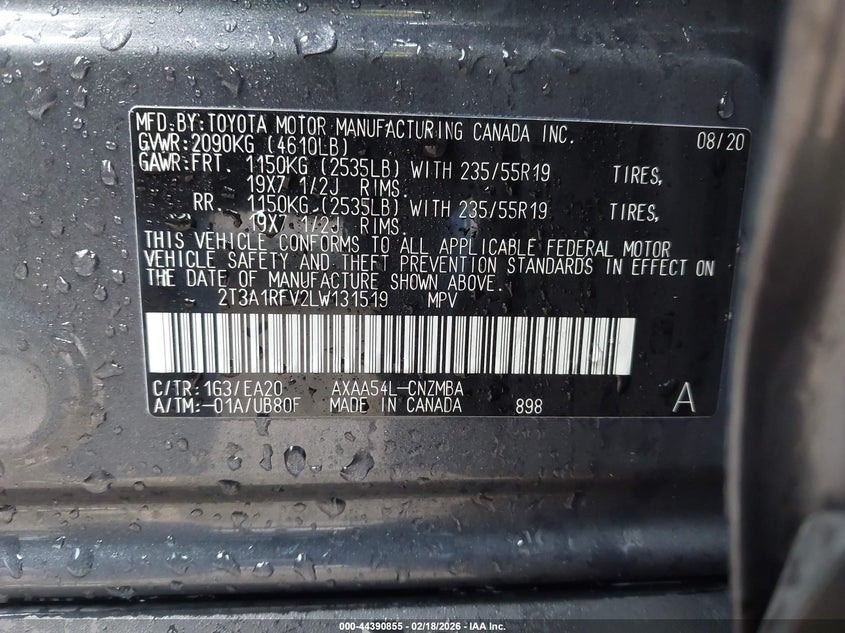 MFD.BY:TOYOTA MOTOR MANUFACTURING CANADA INC. 08/20
GVWR:2090KG (4610LB)
GAWR:FRT. 1150KG (2535LB) WITH 235/55R19 TIRES,
19X7 1/2J RIMS.
RR. 1150KG (2535LB) WITH 235/55R19 TIRES,
19X7 1/2J RIMS.
THIS VEHICLE CONFORMS TO ALL APPLICABLE FEDERAL MOTOR
VEHICLE SAFETY AND THEFT PREVENTION STANDARDS IN EFFECT ON
THE DATE OF MANUFACTURE SHOWN ABOVE.
2T3A1RFV2LW131519 MPV
C/TR:1G3/EA20 AXAA54L-CNZMBA
A/TM:-01A/UB80F MADE IN CANADA 898 A
000-44390855 - 02/18/2026 - IAA Inc.